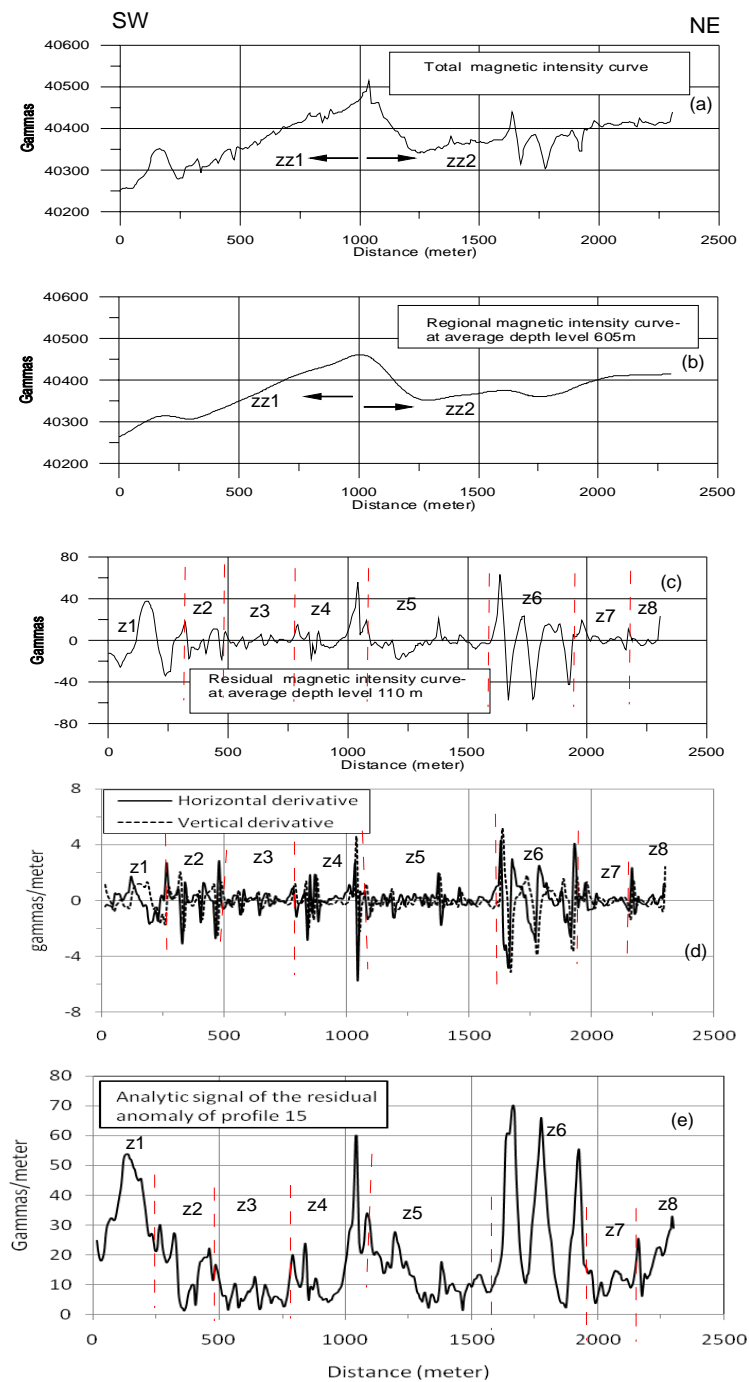 SW
NE
40600
40500
40400
40300
40200
Gammas
Total magnetic intensity curve
(a)
zz1
zz2
0
500
1000
1500
2000
2500
Distance (meter)
40600
40500
40400
40300
40200
Gammas
Regional magnetic intensity curve-
at average depth level 605m
(b)
zz1
zz2
0
500
1000
1500
2000
2500
Distance (meter)
80
40
0
-40
-80
Gammas
z1
z2
z3
z4
z5
z6
z7
z8
(c)
Residual magnetic intensity curve-
at average depth level 110 m
0
500
1000
1500
2000
2500
Distance (meter)
8
4
0
-4
-8
gammas/meter
Horizontal derivative
Vertical derivative
z1
z2
z3
z4
z5
z6
z7
z8
(d)
0
500
1000
1500
2000
2500
80
70
60
50
40
30
20
10
0
Gammas/meter
Analytic signal of the residual
anomaly of profile 15
z1
z2
z3
z4
z5
z6
z7
z8
(e)
0
500
1000
1500
2000
2500
Distance (meter)